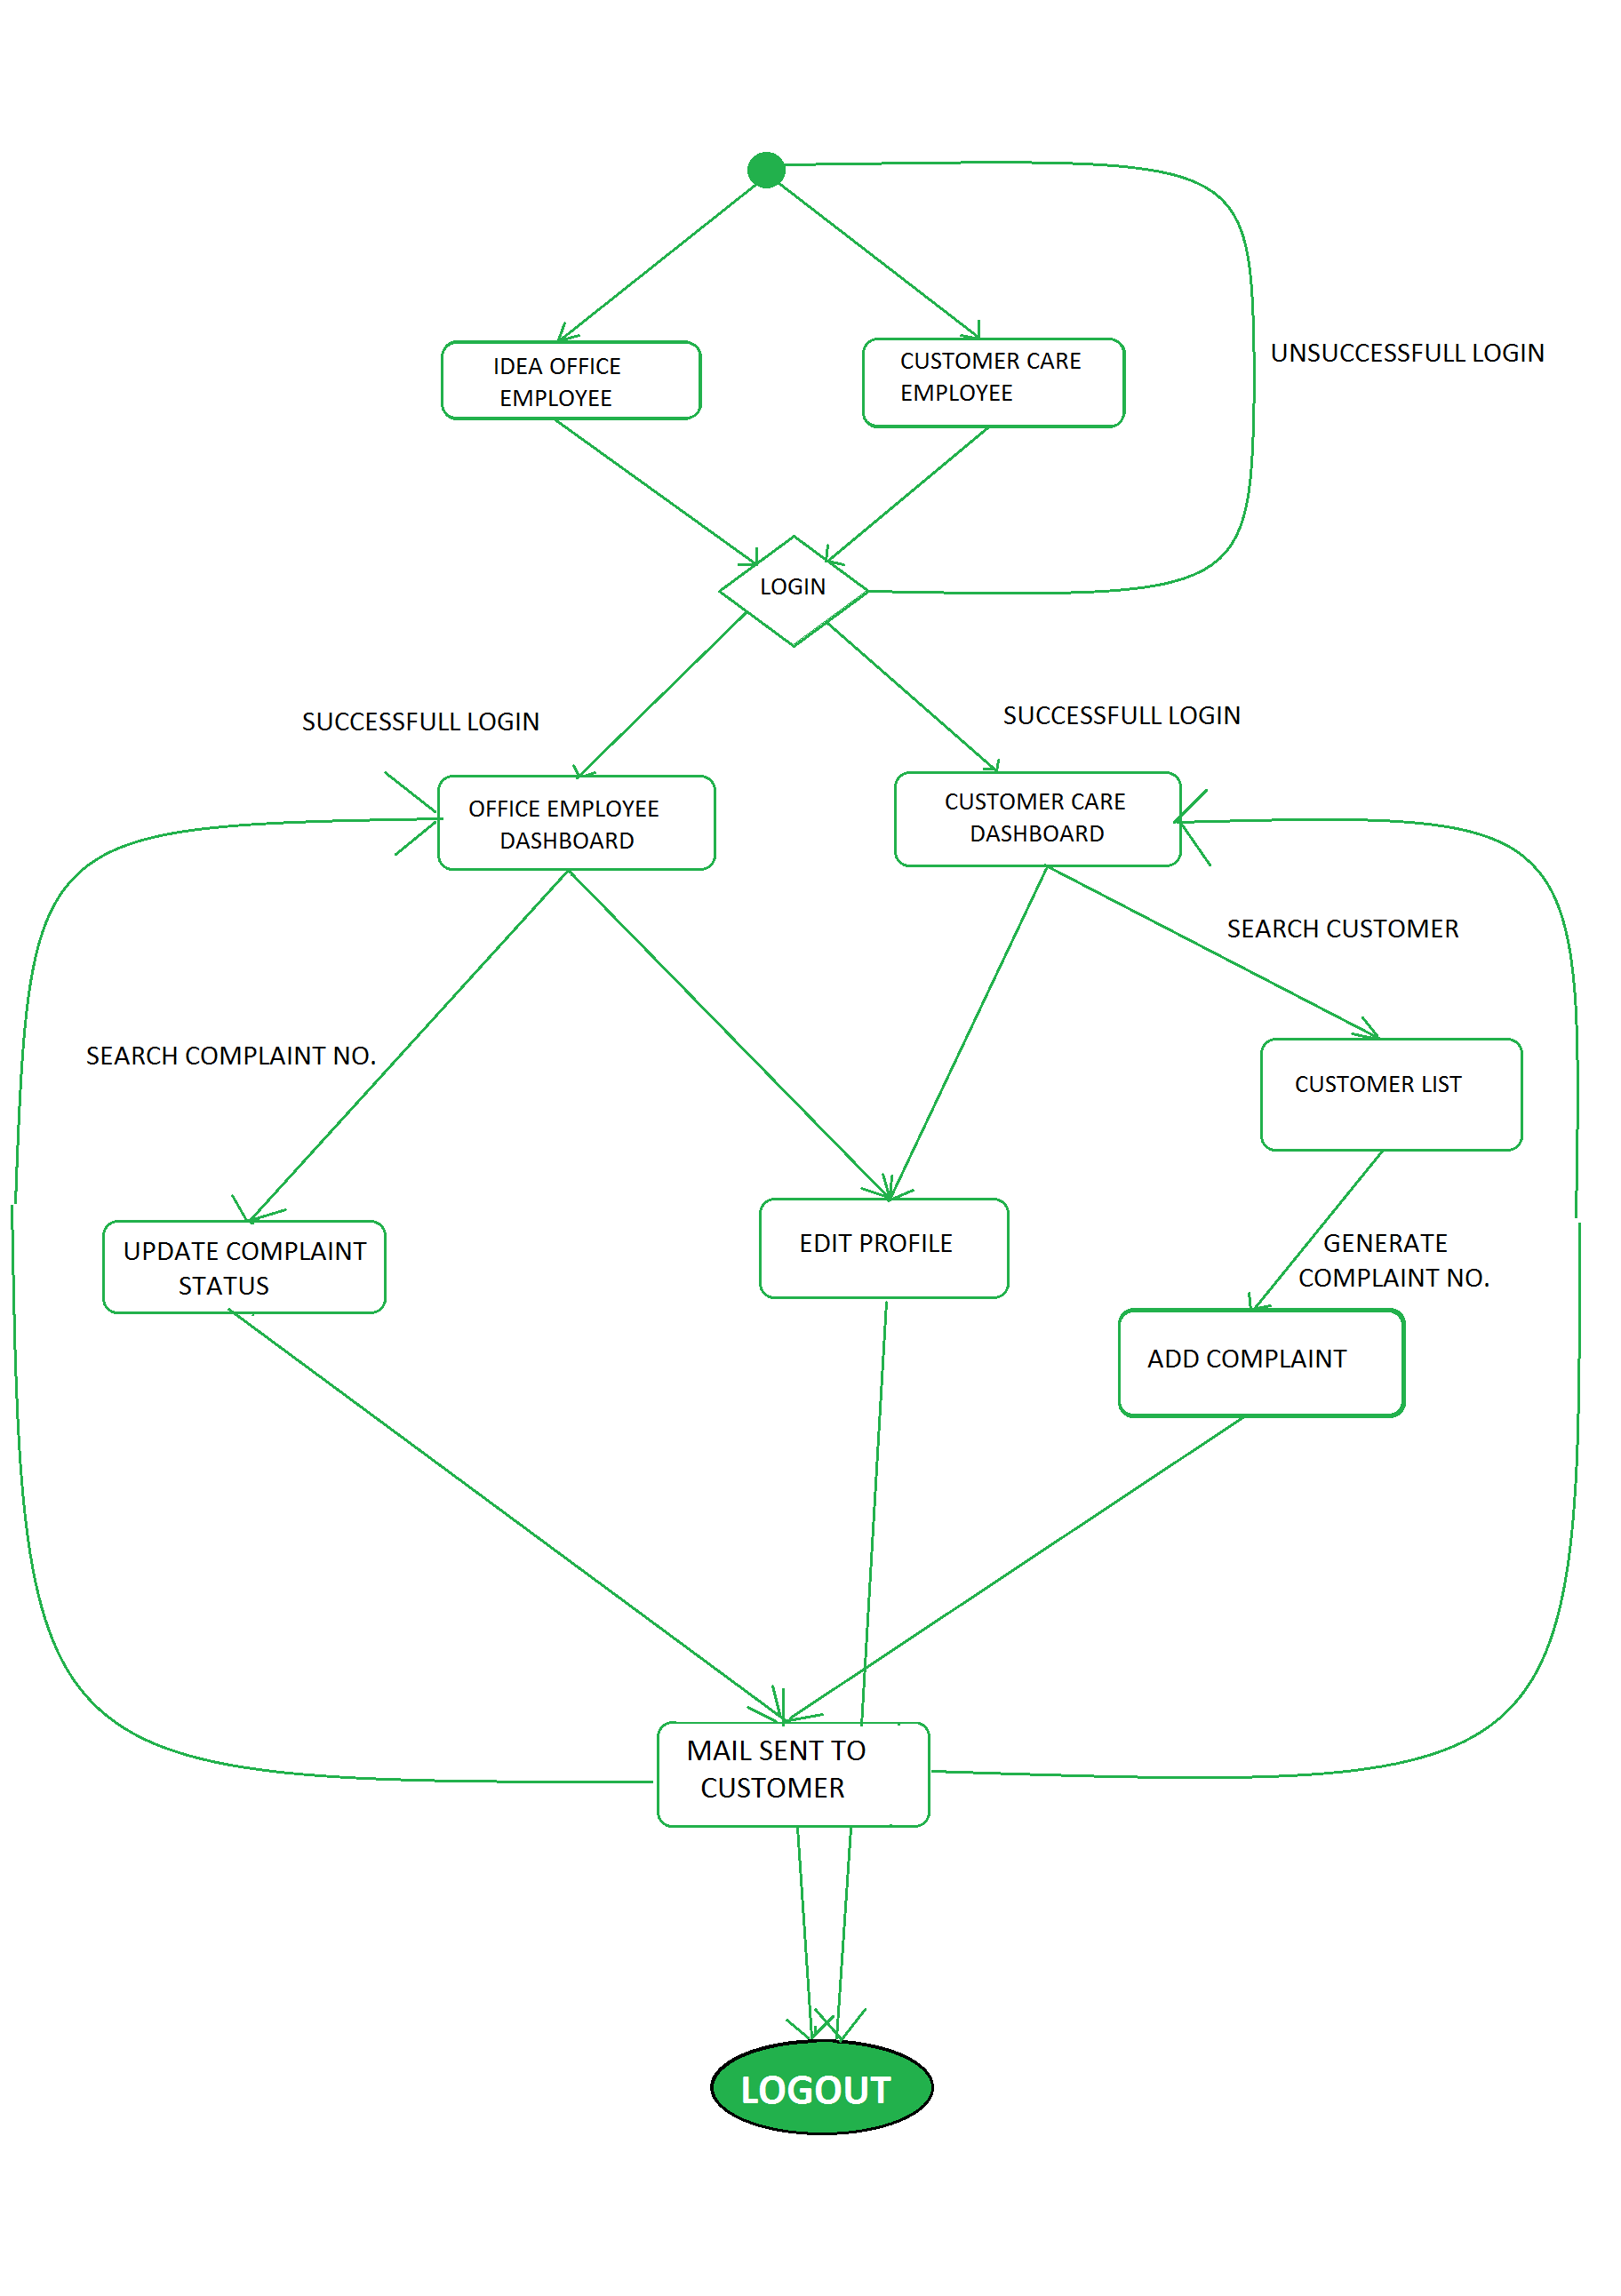 IDEA OFFICE
EMPLOYEE
CUSTOMER CARE
EMPLOYEE
UNSUCCESSFULL LOGIN
LOGIN
SUCCESSFULL LOGIN
SUCCESSFULL LOGIN
OFFICE EMPLOYEE
DASHBOARD
CUSTOMER CARE
DASHBOARD
SEARCH CUSTOMER
SEARCH COMPLAINT NO.
CUSTOMER LIST
UPDATE COMPLAINT
STATUS
EDIT PROFILE
GENERATE
COMPLAINT NO.
ADD COMPLAINT
MAIL SENT TO
CUSTOMER
LOGOUT